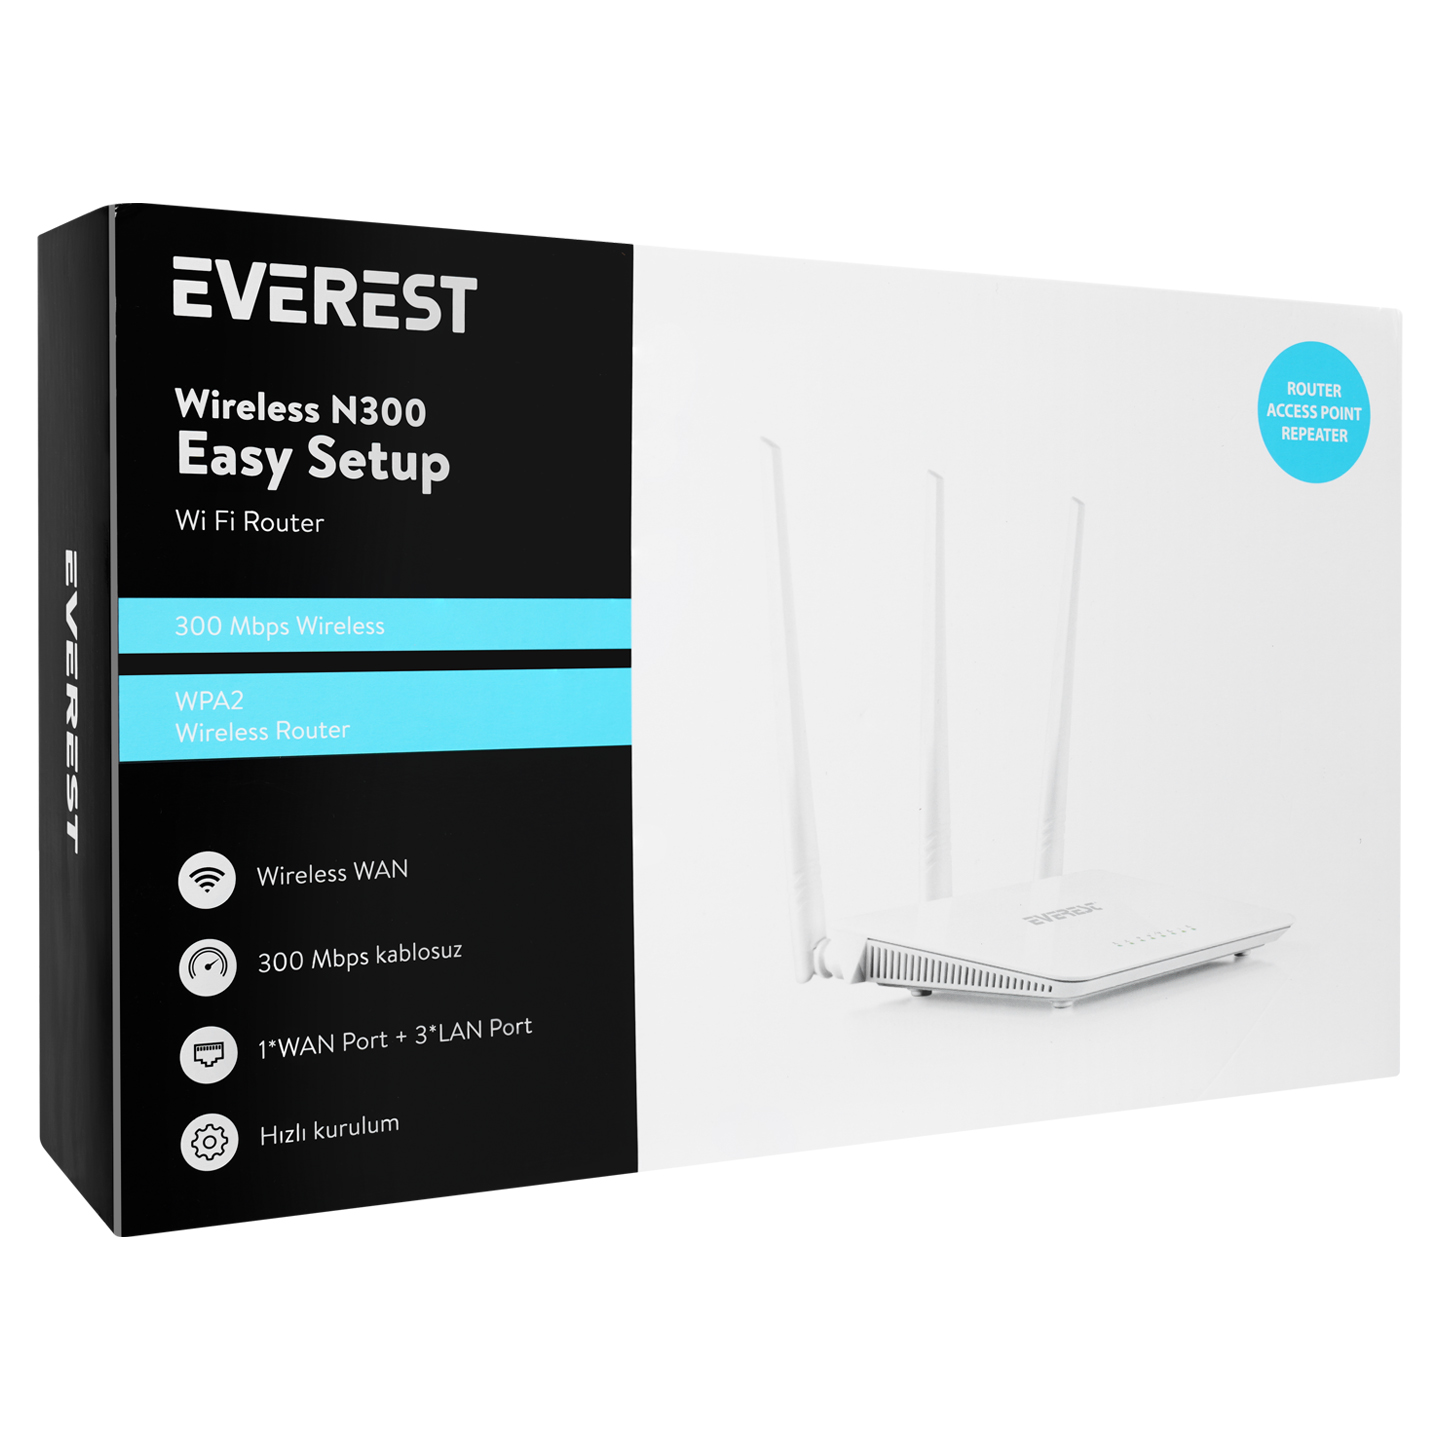 EVEREST
Wireless N300
Easy Setup
Wi Fi Router
300 Mbps Wireless
WPA2
Wireless Router
Wireless WAN
300 Mbps kablosuz
1*WAN Port + 3*LAN Port
Hızlı kurulum
EVEREST
ROUTER
ACCESS POINT
REPEATER
EVEREST